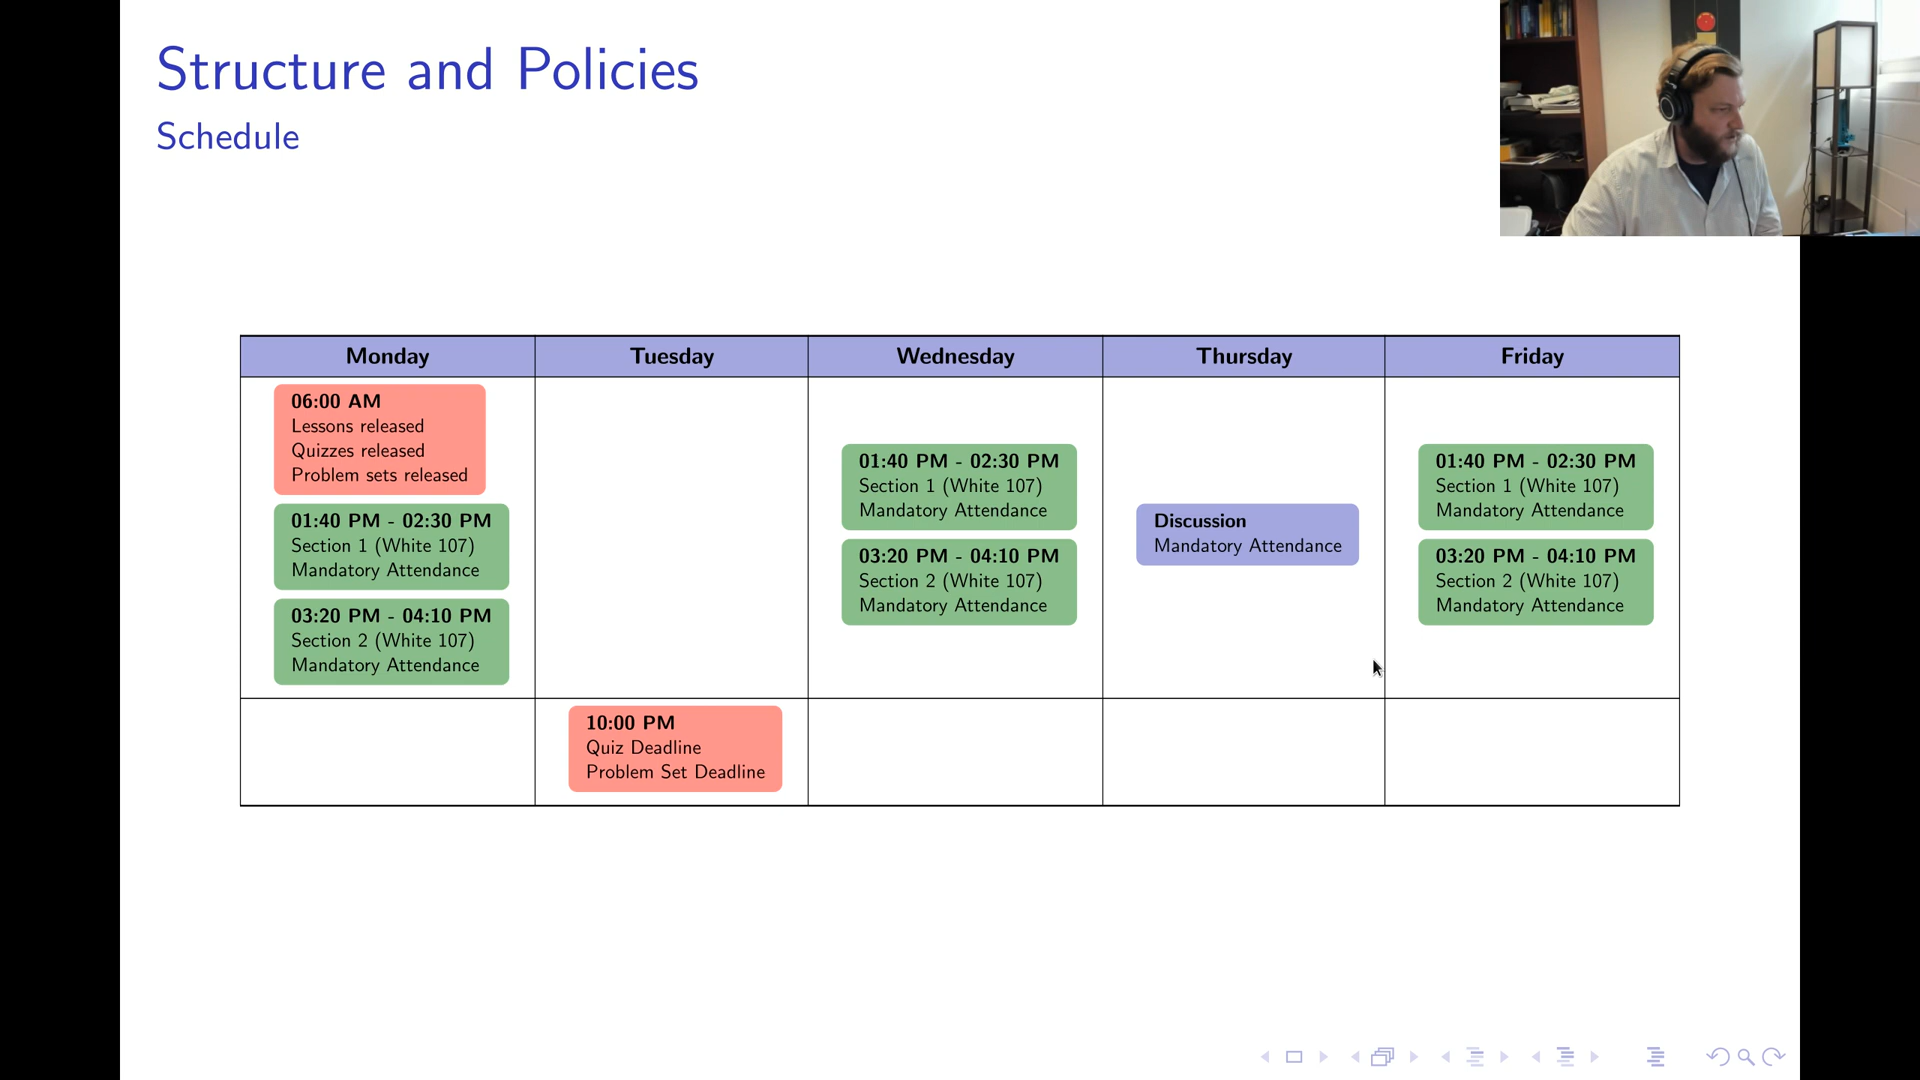 Structure and Policies
Schedule
Monday
Tuesday
Wednesday
Thursday
Friday
06:00 AM
Lessons released
Quizzes released
Problem sets released
01:40 PM - 02:30 PM
Section 1 (White 107)
Mandatory Attendance
03:20 PM - 04:10 PM
Section 2 (White 107)
Mandatory Attendance
01:40 PM - 02:30 PM
Section 1 (White 107)
Mandatory Attendance
03:20 PM - 04:10 PM
Section 2 (White 107)
Mandatory Attendance
Discussion
Mandatory Attendance
01:40 PM - 02:30 PM
Section 1 (White 107)
Mandatory Attendance
03:20 PM - 04:10 PM
Section 2 (White 107)
Mandatory Attendance
10:00 PM
Quiz Deadline
Problem Set Deadline